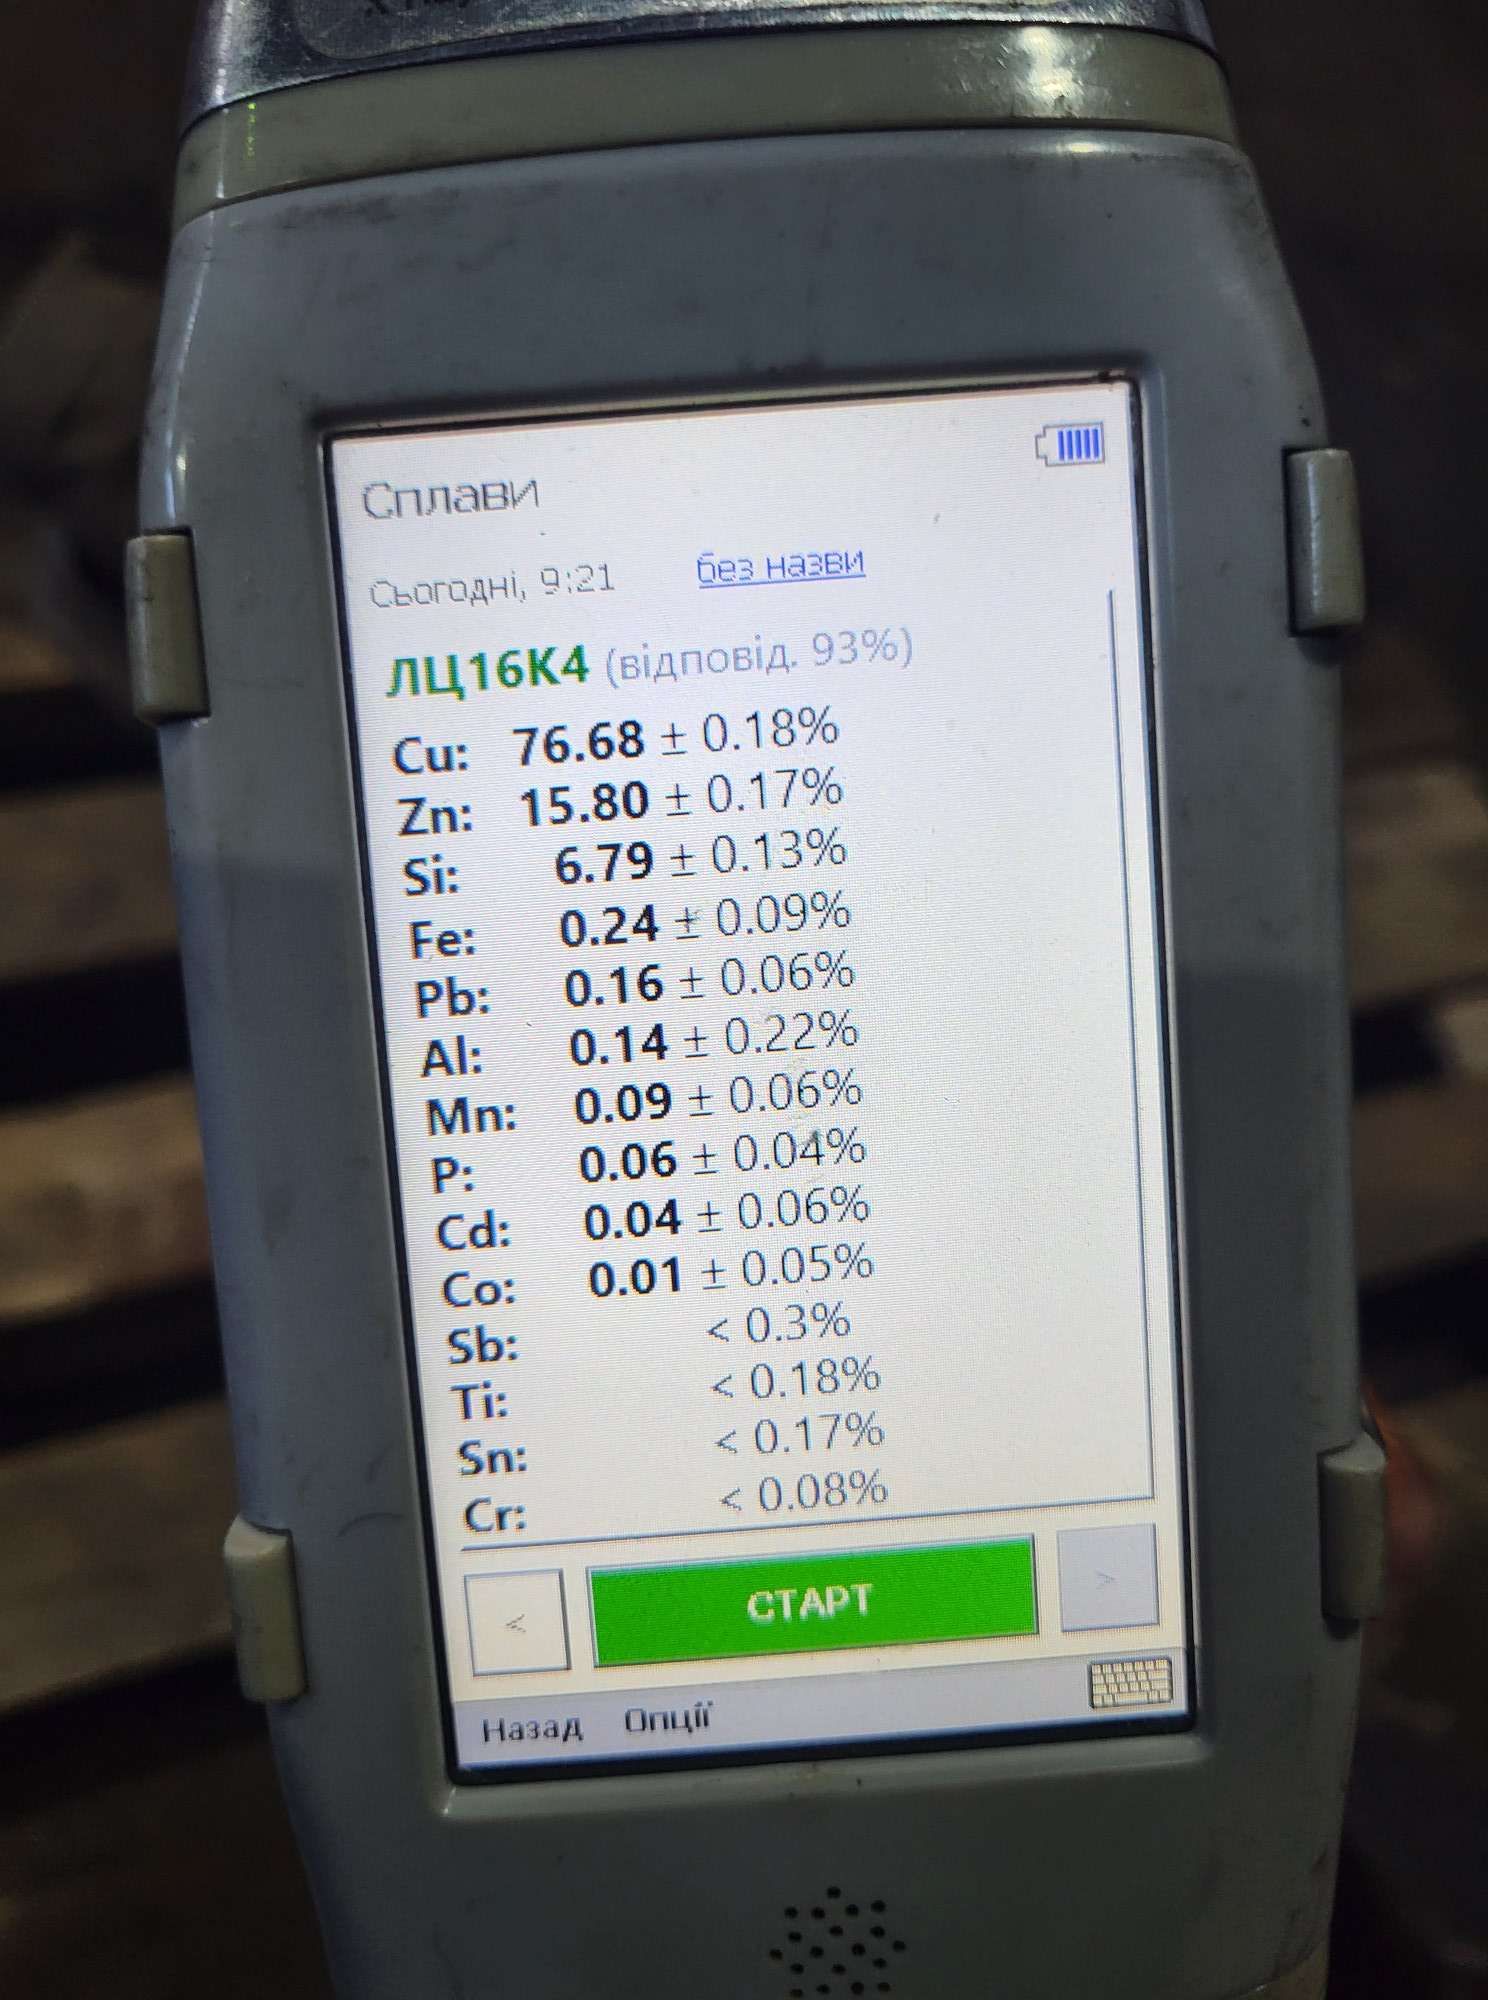 Сплави
Сьогодні, 9:21 без назви
ЛЦ16К4 (відповід. 93%)
Cu: 76.68 ± 0.18%
Zn: 15.80 ± 0.17%
Si: 6.79 ± 0.13%
Fe: 0.24 ± 0.09%
Pb: 0.16 ± 0.06%
Al: 0.14 ± 0.22%
Mn: 0.09 ± 0.06%
P: 0.06 ± 0.04%
Cd: 0.04 ± 0.06%
Co: 0.01 ± 0.05%
Sb: < 0.3%
Ti: < 0.18%
Sn: < 0.17%
Cr: < 0.08%
< СТАРТ >
Назад Опції